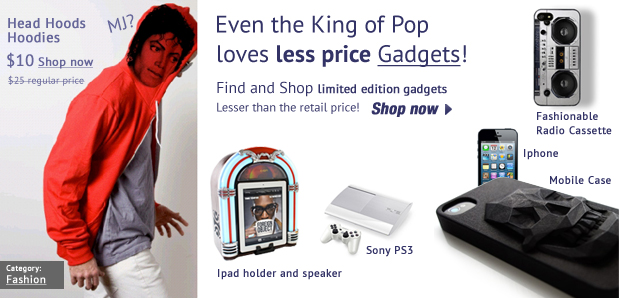 Head Hoods
Hoodies
MJ?
$10 Shop now
$25 regular price
Category:
Fashion
Even the King of Pop
loves less price Gadgets!
Find and Shop limited edition gadgets
Lesser than the retail price! Shop now
Fashionable
Radio Cassette
Iphone
Mobile Case
FOREIGN
OBJECT
Sony PS3
Ipad holder and speaker